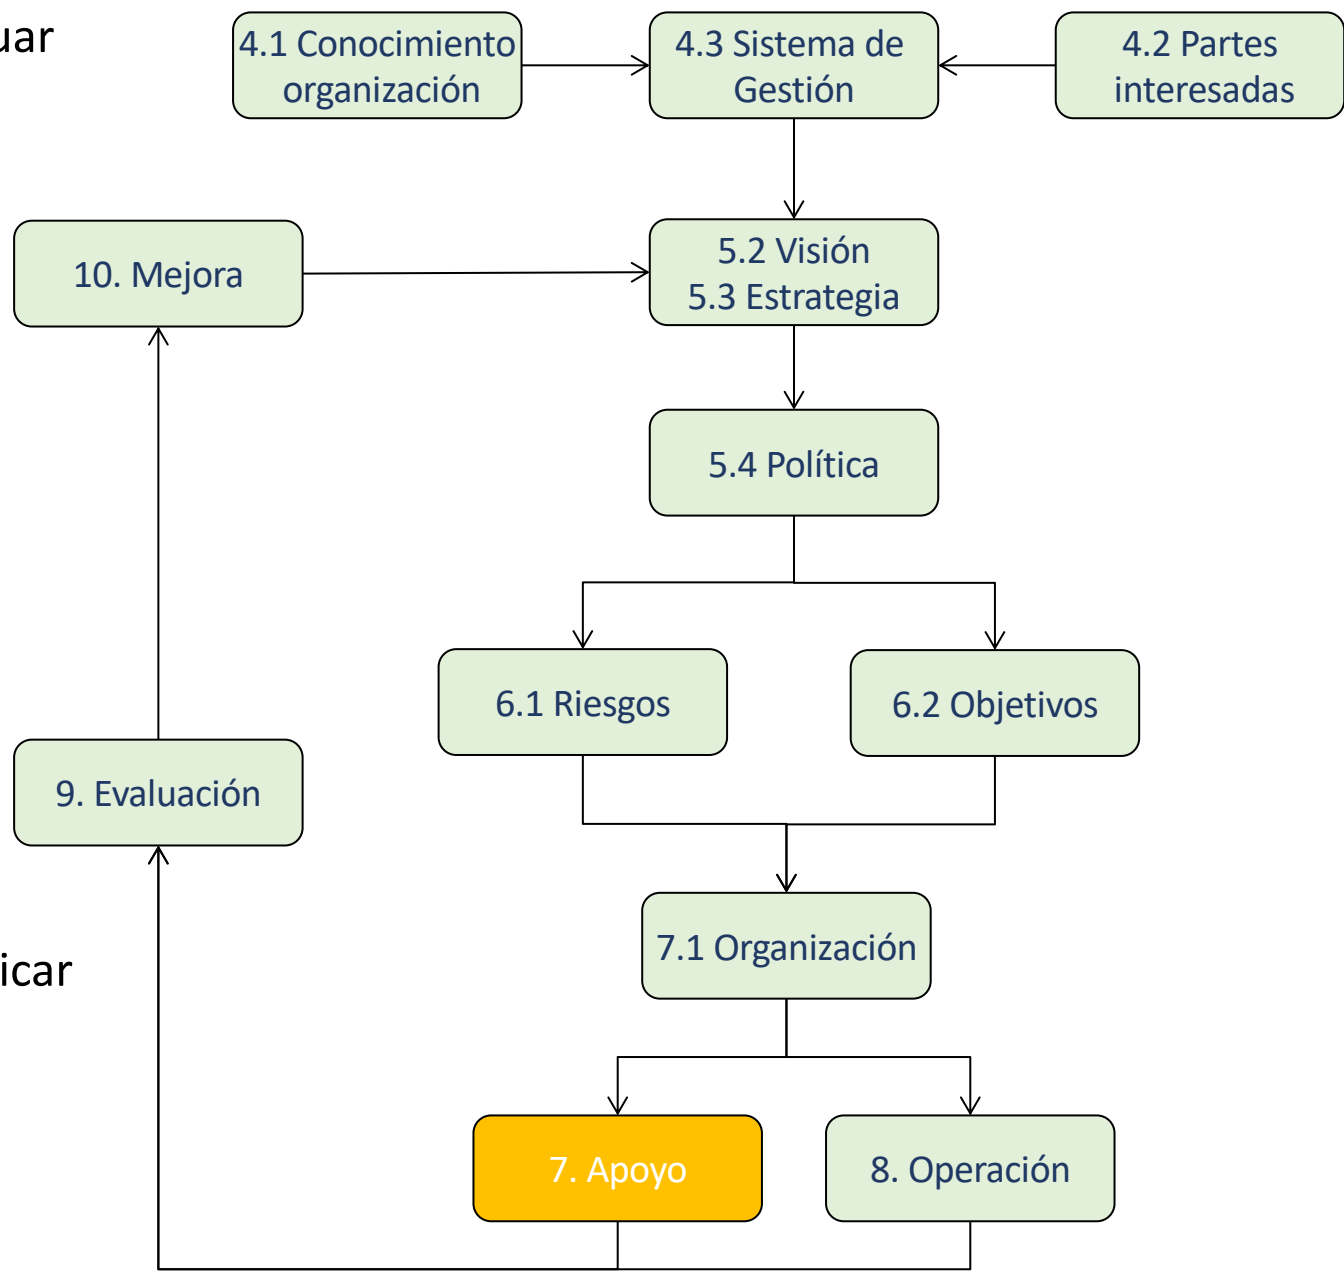 uar
4.1 Conocimiento
organización
4.3 Sistema de
Gestión
4.2 Partes
interesadas
10. Mejora
5.2 Visión
5.3 Estrategia
5.4 Política
6.1 Riesgos
6.2 Objetivos
9. Evaluación
7.1 Organización
icar
7. Apoyo
8. Operación